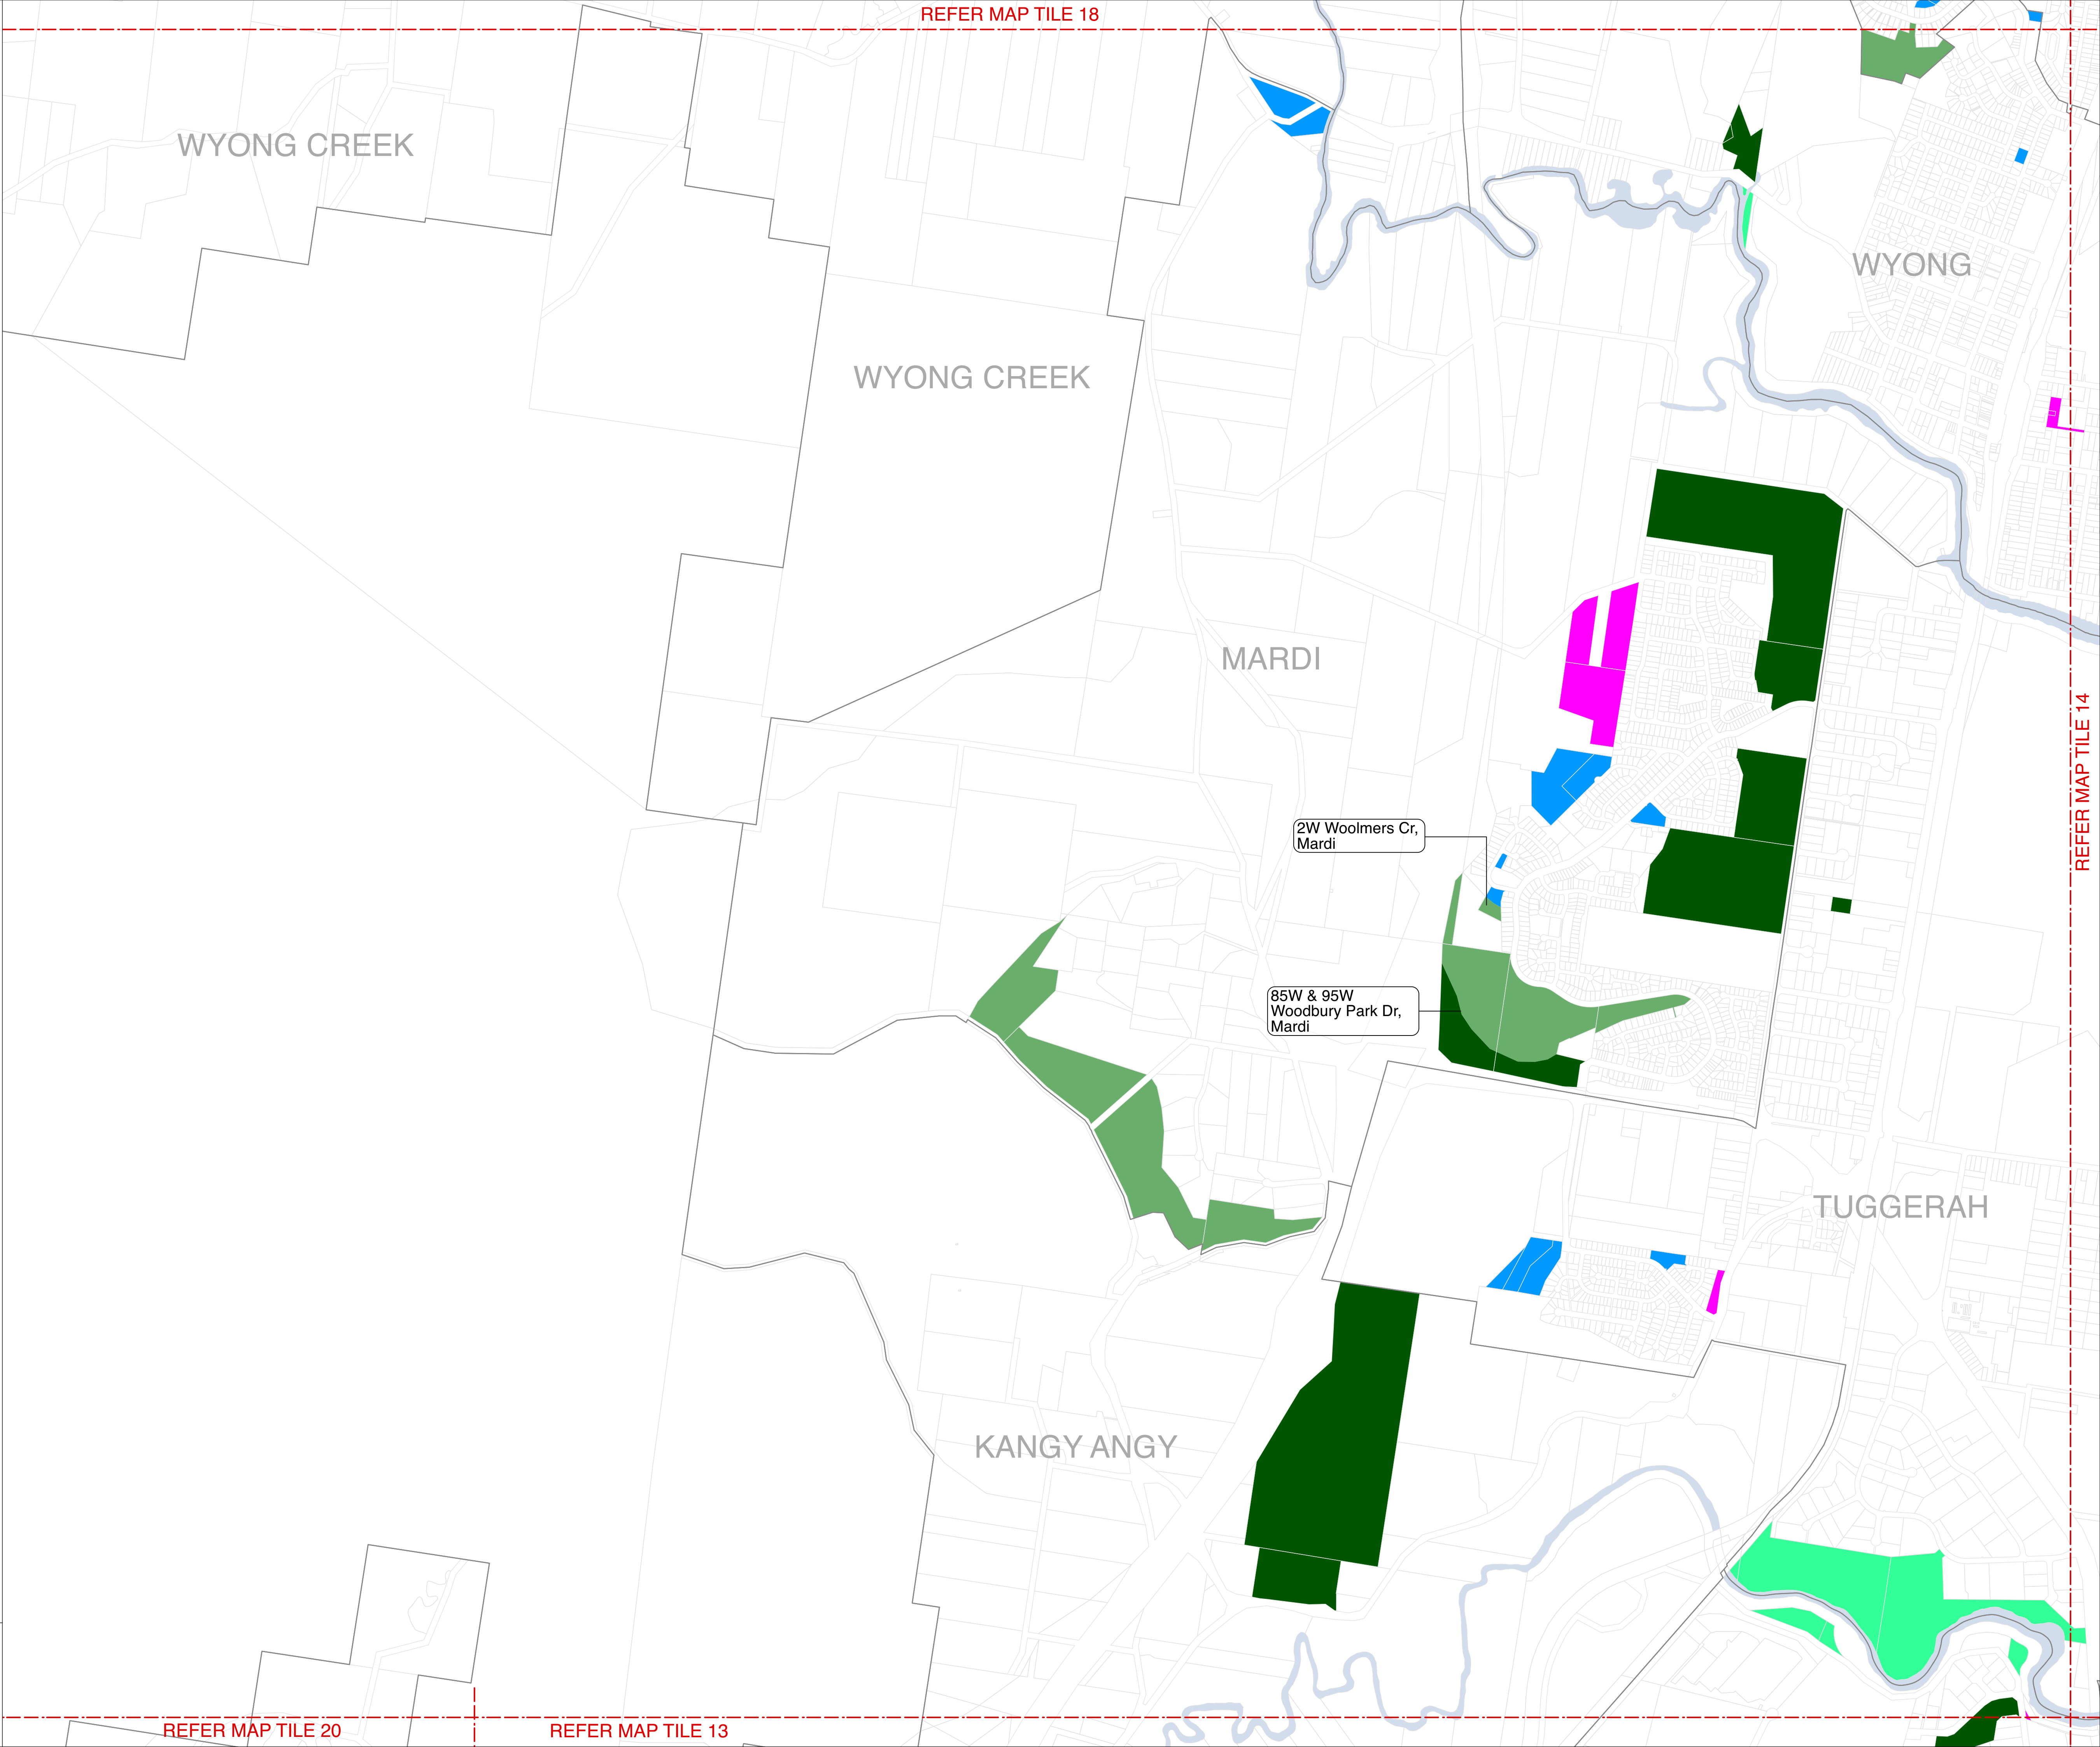 REFER MAP TILE 18
WYONG CREEK
WYONG
WYONG CREEK
MARDI
REFER MAP TILE 14
2W Woolmers Cr,
Mardi
85W & 95W
Woodbury Park Dr,
Mardi
TUGGERAH
KANGY ANGY
REFER MAP TILE 20
REFER MAP TILE 13